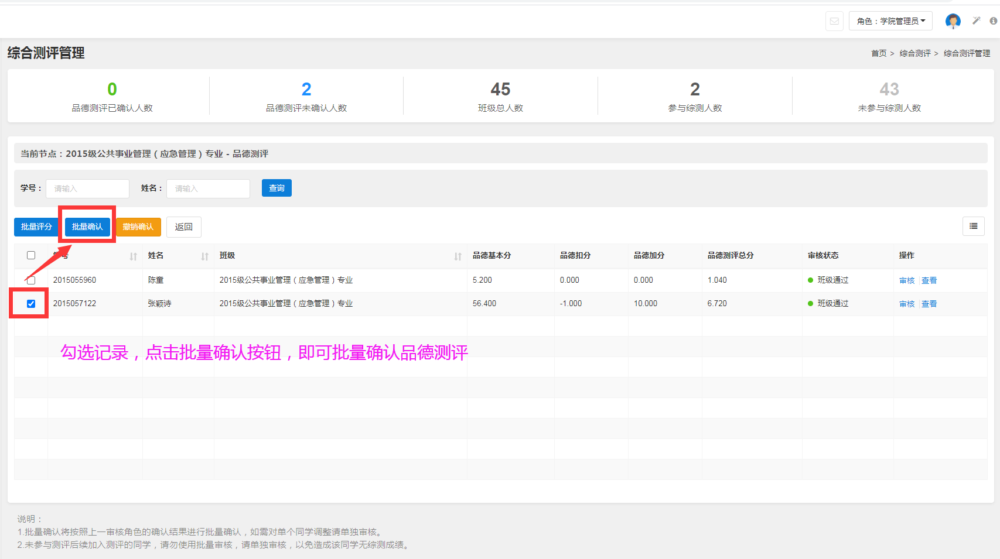 角色：学院管理员
综合测评管理
首页 > 综合测评 > 综合测评管理
0 2 45 2 43
品德测评已确认人数 品德测评未确认人数 班级总人数 参与综测人数 未参与综测人数
当前节点：2015级公共事业管理（应急管理）专业 - 品德测评
学号： 请输入 姓名： 请输入 查询
批量评分 批量确认 撤销确认 返回
号 姓名 班级 品德基本分 品德扣分 品德加分 品德测评总分 审核状态 操作
2015055960 陈童 2015级公共事业管理（应急管理）专业 5.200 0.000 0.000 1.040 班级通过 审核 查看
2015057122 张颖诗 2015级公共事业管理（应急管理）专业 56.400 -1.000 10.000 6.720 班级通过 审核 查看
勾选记录，点击批量确认按钮，即可批量确认品德测评
说明：
1.批量确认将按照上一审核角色的确认结果进行批量确认，如需对单个同学调整请单独审核。
2.未参与测评后续加入测评的同学，请勿使用批量审核，请单独审核，以免造成该同学无综测成绩。